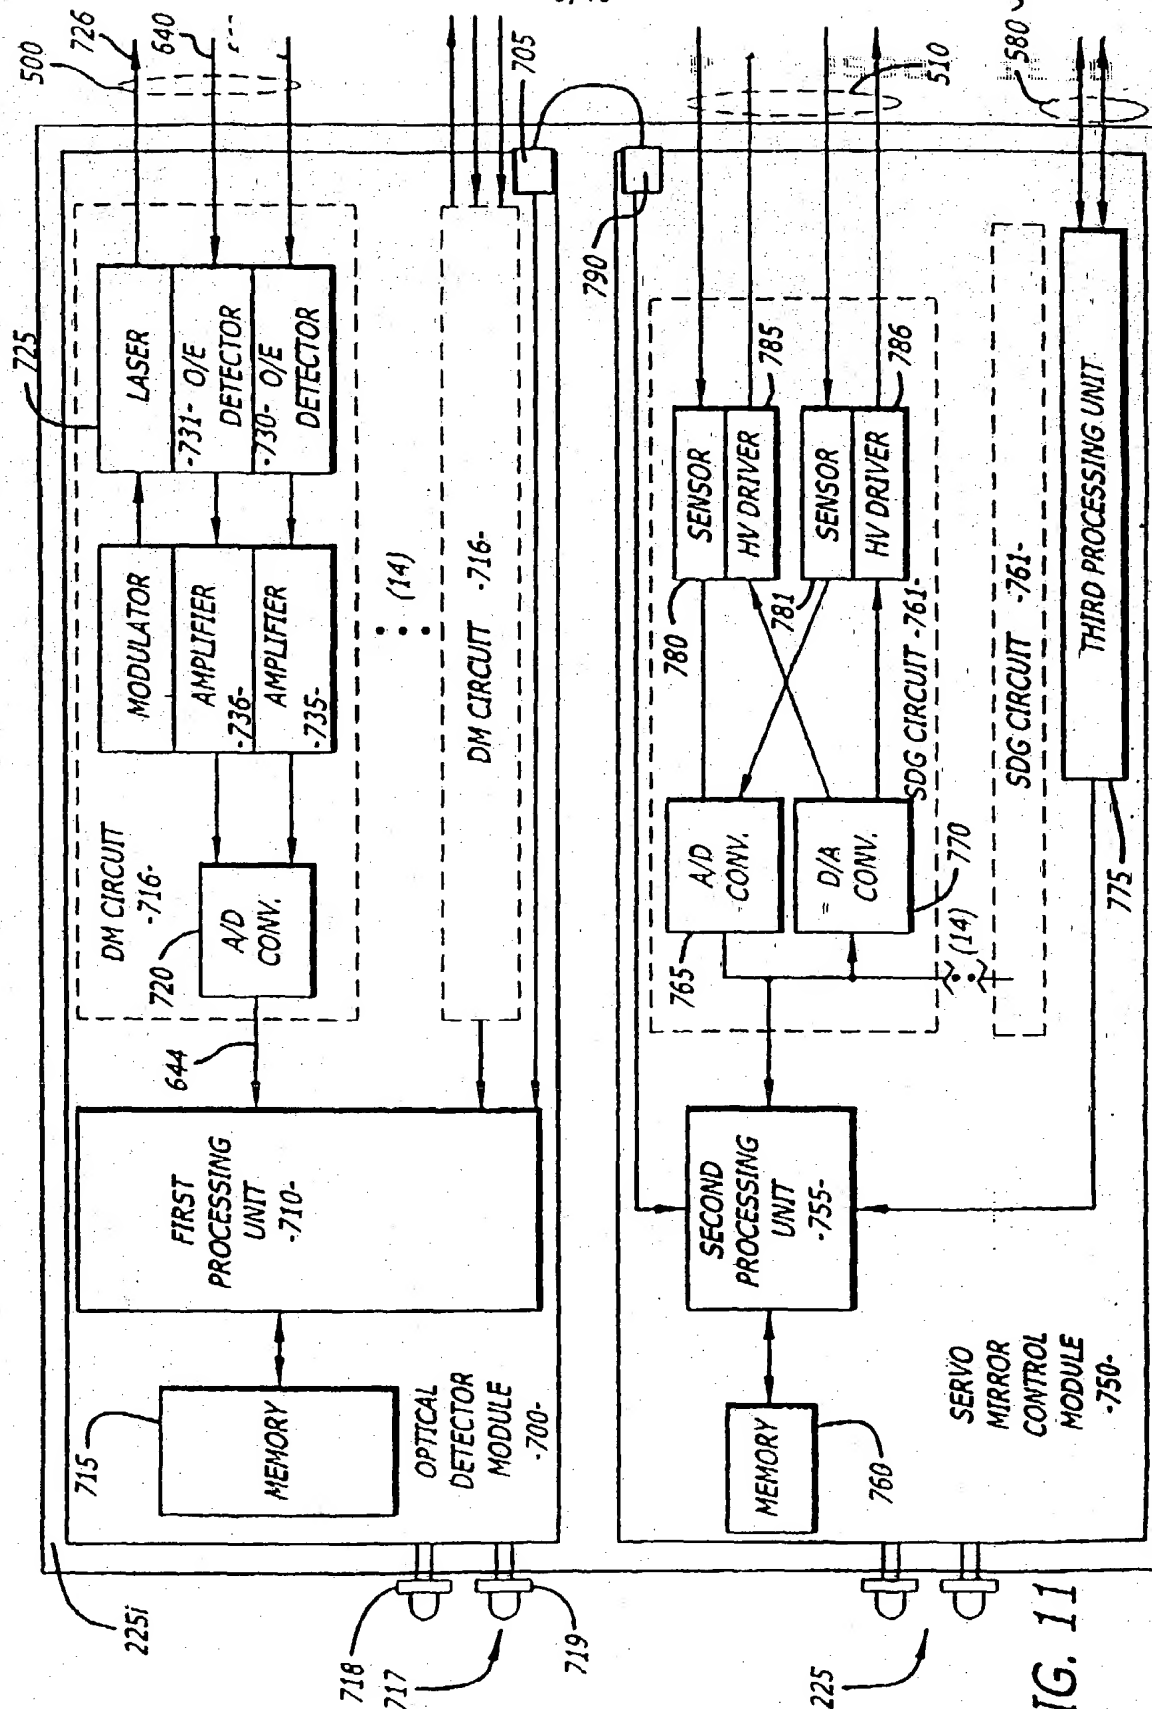 500
726
640
725
LASER
-731- O/E
DETECTOR
-730- O/E
DETECTOR
MODULATOR
AMPLIFIER
-736-
AMPLIFIER
-735-
DM CIRCUIT
-716-
720
A/D
CONV.
644
(14)
DM CIRCUIT -716-
705
FIRST
PROCESSING
UNIT
-710-
715
MEMORY
OPTICAL
DETECTOR
MODULE
-700-
225i
718
717
719
790
510
580
SENSOR
HV DRIVER
785
SENSOR
HV DRIVER
786
780
781
SDG CIRCUIT -761-
A/D
CONV.
765
D/A
CONV.
770
(14)
SDG CIRCUIT -761-
THIRD PROCESSING UNIT
775
SECOND
PROCESSING
UNIT
-755-
MEMORY
760
SERVO
MIRROR
CONTROL
MODULE
-750-
225
IG. 11